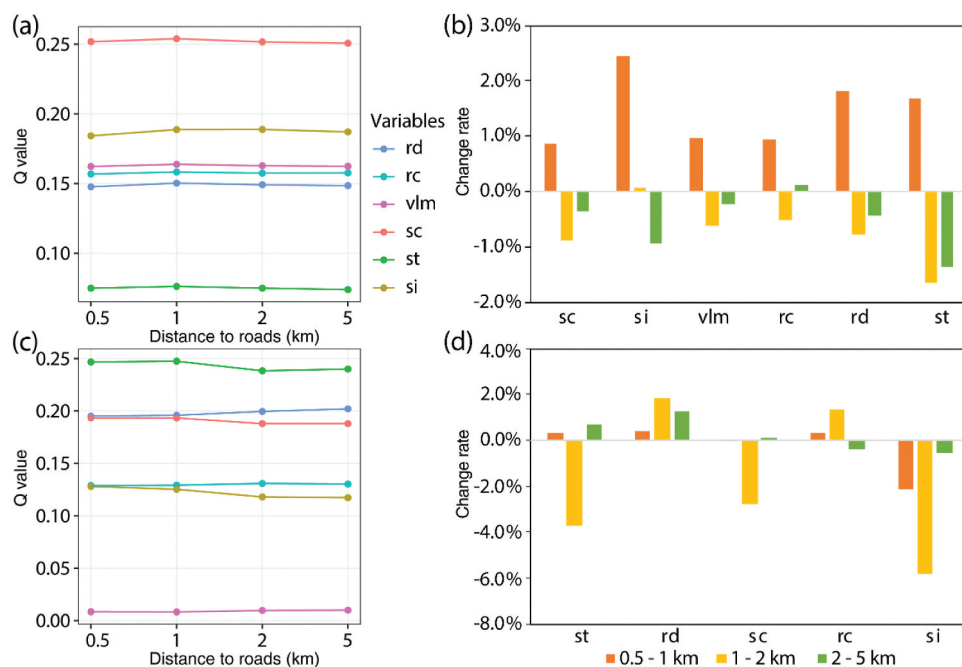 (a)
0.25
0.20
0.15
0.10
Q value
0.5 1 2 5
Distance to roads (km)
Variables
rd
rc
vlm
sc
st
si
(b)
3.0%
2.0%
1.0%
0.0%
-1.0%
-2.0%
Change rate
sc si vlm rc rd st
(c)
0.25
0.20
0.15
0.10
0.05
0.00
Q value
0.5 1 2 5
Distance to roads (km)
(d)
4.0%
2.0%
0.0%
-2.0%
-4.0%
-6.0%
-8.0%
Change rate
st rd sc rc si
0.5 - 1 km 1 - 2 km 2 - 5 km